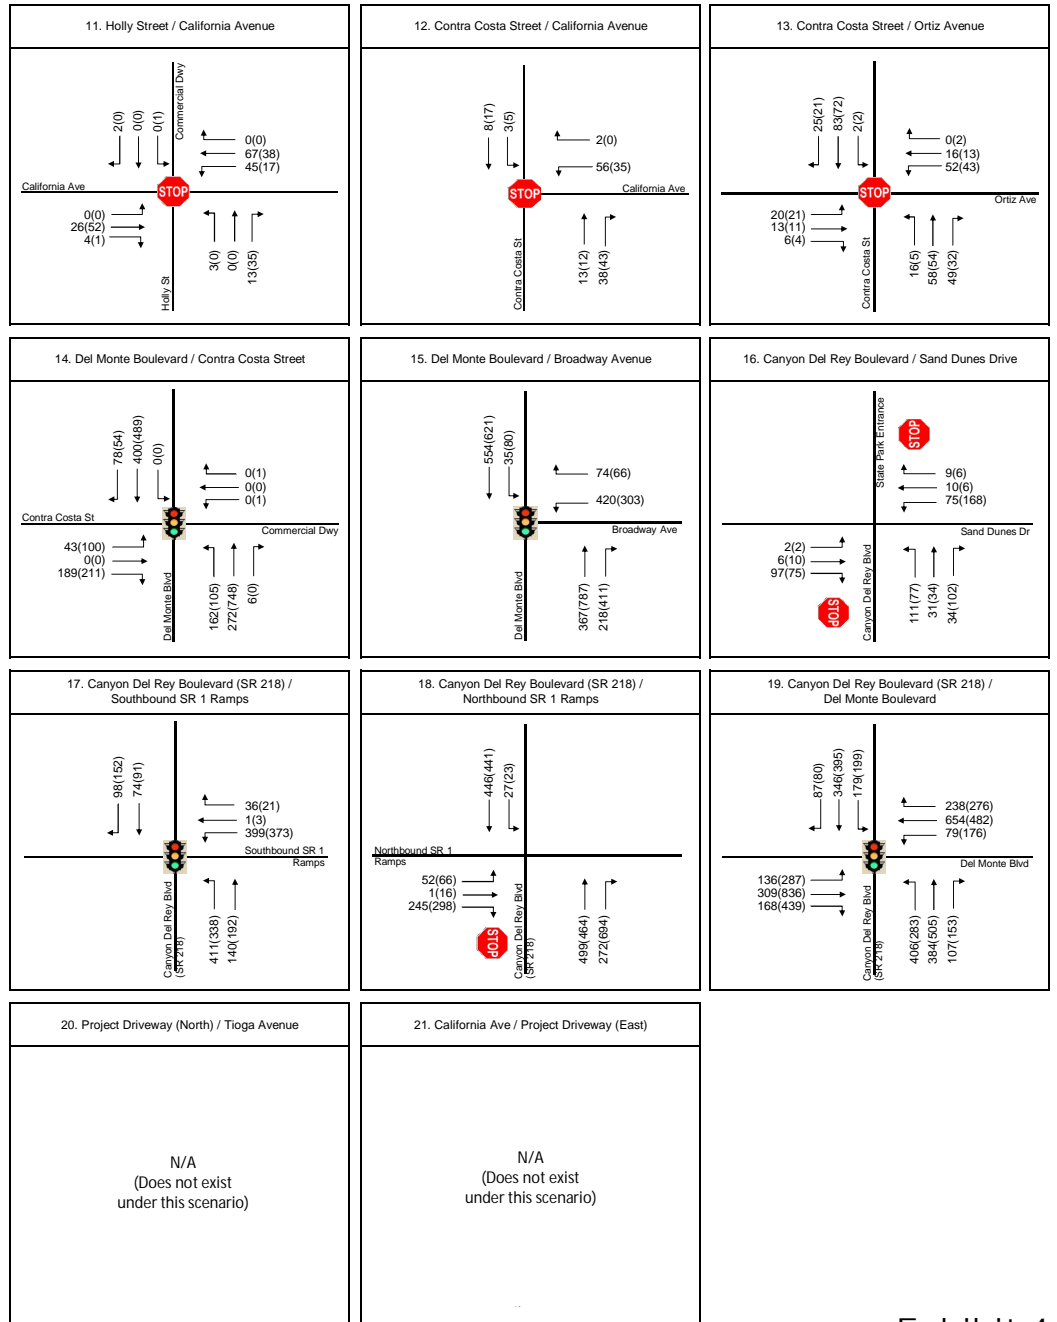 11. Holly Street / California Avenue
2(0)
0(0)
0(1)
Commercial Dwy
0(0)
67(38)
45(17)
California Ave
STOP
0(0)
26(52)
4(1)
Holly St
3(0)
0(0)
13(35)
12. Contra Costa Street / California Avenue
8(17)
3(5)
2(0)
56(35)
STOP
California Ave
Contra Costa St
13(12)
38(43)
13. Contra Costa Street / Ortiz Avenue
25(21)
83(72)
2(2)
0(2)
16(13)
52(43)
STOP
Ortiz Ave
20(21)
13(11)
6(4)
Contra Costa St
16(5)
58(54)
49(32)
14. Del Monte Boulevard / Contra Costa Street
78(54)
400(489)
0(0)
0(1)
0(0)
0(1)
Contra Costa St
Commercial Dwy
43(100)
0(0)
189(211)
Del Monte Blvd
162(105)
272(748)
6(0)
15. Del Monte Boulevard / Broadway Avenue
554(621)
35(80)
74(66)
420(303)
Broadway Ave
Del Monte Blvd
367(787)
218(411)
16. Canyon Del Rey Boulevard / Sand Dunes Drive
State Park Entrance
STOP
9(6)
10(6)
75(168)
Sand Dunes Dr
2(2)
6(10)
97(75)
STOP
Canyon Del Rey Blvd
111(77)
31(34)
34(102)
17. Canyon Del Rey Boulevard (SR 218) /
Southbound SR 1 Ramps
98(152)
74(91)
36(21)
1(3)
399(373)
Southbound SR 1
Ramps
Canyon Del Rey Blvd
(SR 218)
411(338)
140(192)
18. Canyon Del Rey Boulevard (SR 218) /
Northbound SR 1 Ramps
446(441)
27(23)
Northbound SR 1
Ramps
52(66)
1(16)
245(298)
STOP
Canyon Del Rey Blvd
(SR 218)
499(464)
272(694)
19. Canyon Del Rey Boulevard (SR 218) /
Del Monte Boulevard
87(80)
346(395)
179(199)
238(276)
654(482)
79(176)
Del Monte Blvd
136(287)
309(836)
168(439)
Canyon Del Rey Blvd
(SR 218)
406(283)
384(505)
107(153)
20. Project Driveway (North) / Tioga Avenue
N/A
(Does not exist
under this scenario)
21. California Ave / Project Driveway (East)
N/A
(Does not exist
under this scenario)